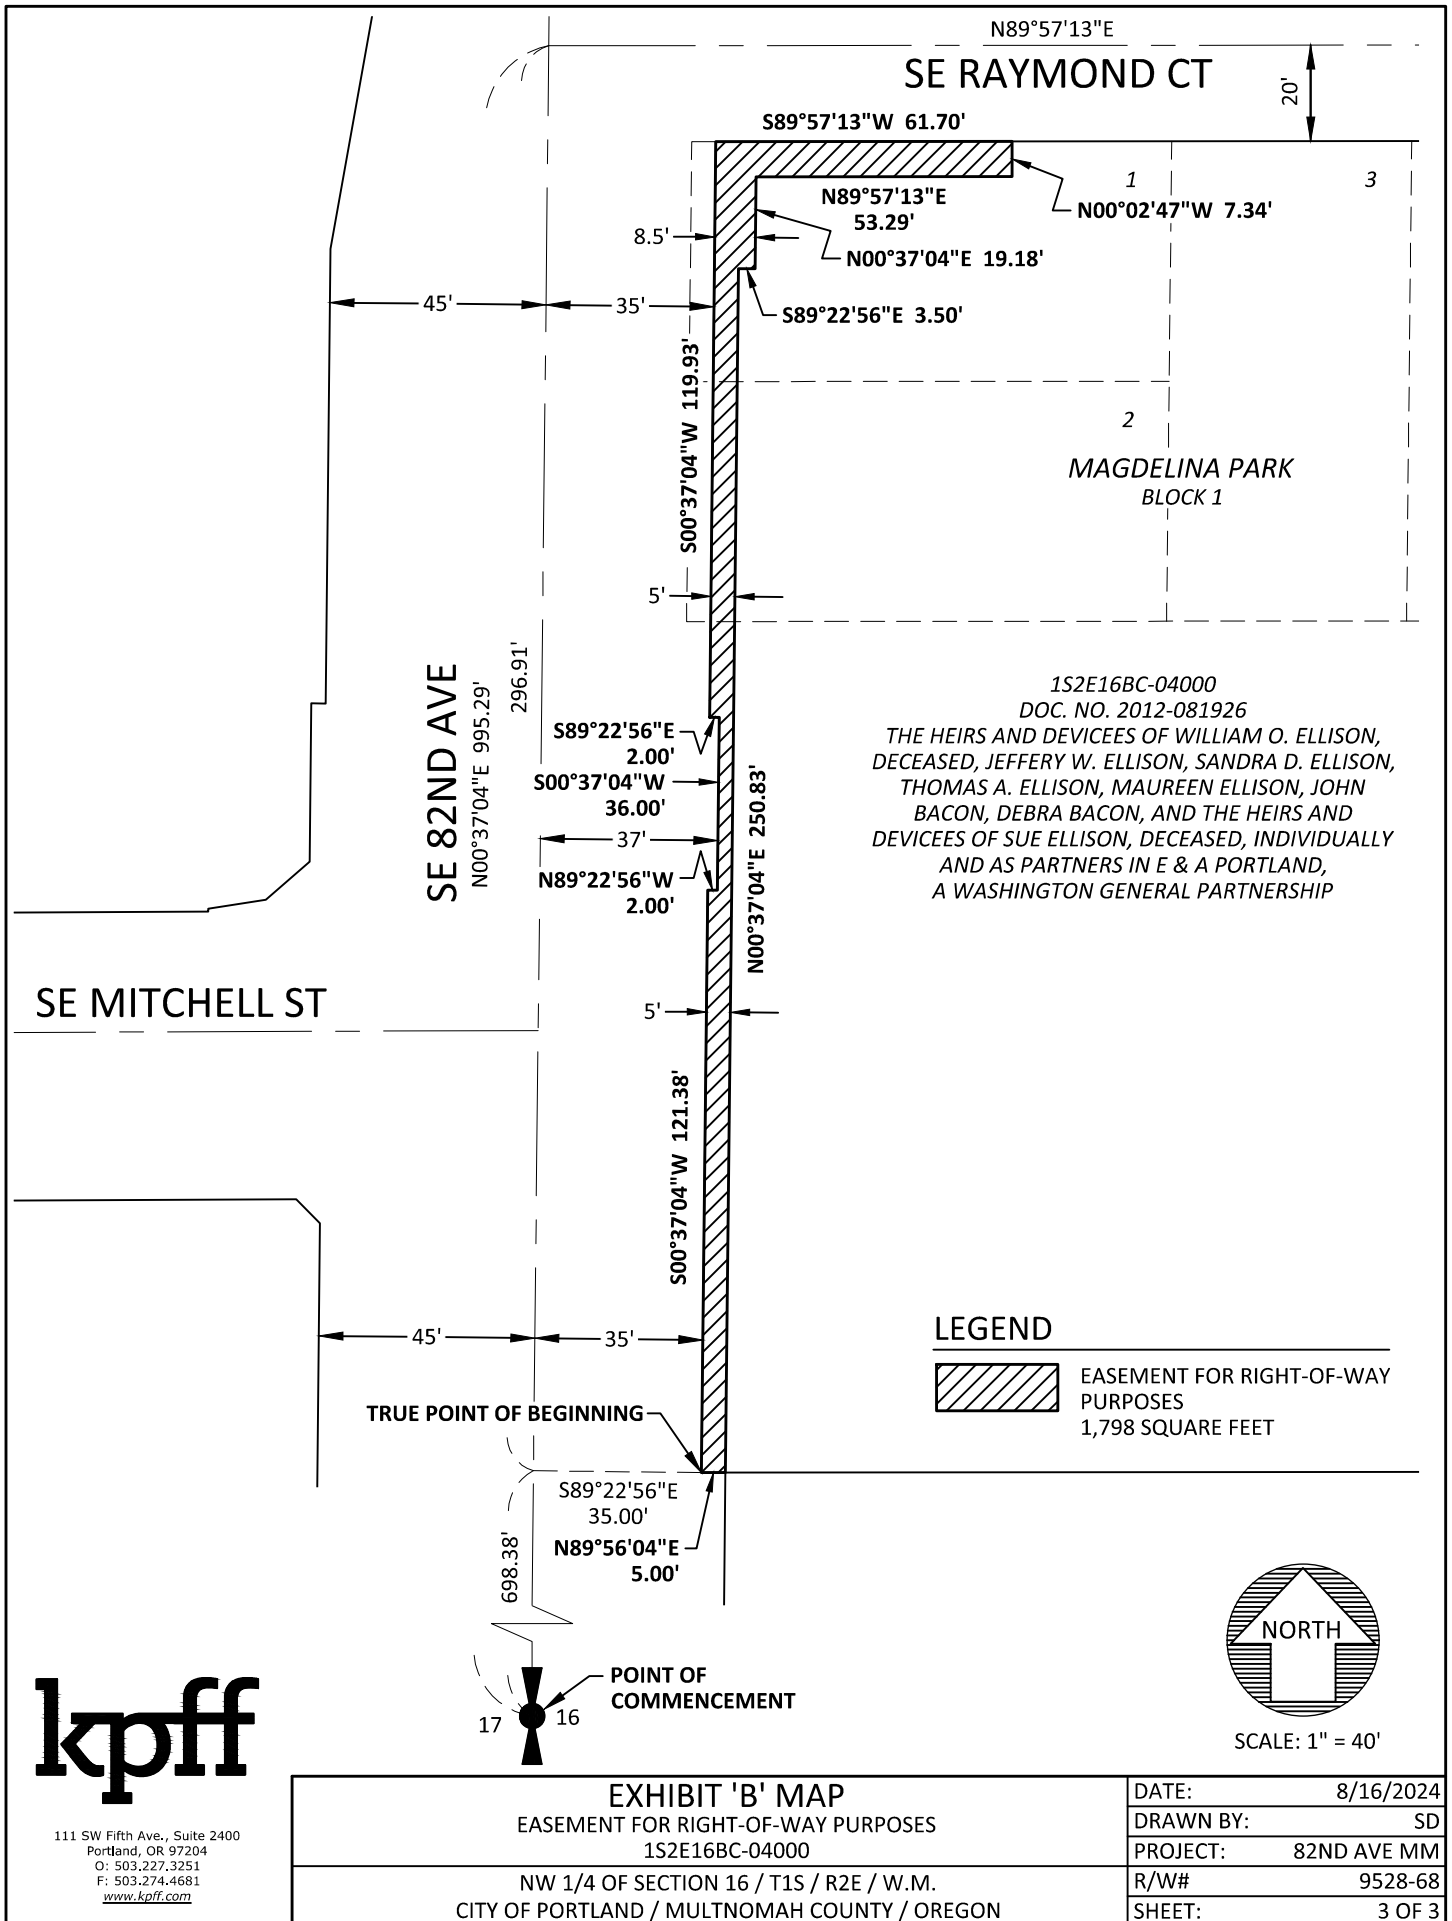 N89°57'13"E
SE RAYMOND CT
20'
S89°57'13"W 61.70'
1
3
N89°57'13"E
53.29'
N00°02'47"W 7.34'
8.5'
N00°37'04"E 19.18'
45'
35'
S89°22'56"E 3.50'
S00°37'04"W 119.93'
2
MAGDELINA PARK
BLOCK 1
5'
SE 82ND AVE
N00°37'04"E 995.29'
296.91'
1S2E16BC-04000
DOC. NO. 2012-081926
THE HEIRS AND DEVICEES OF WILLIAM O. ELLISON,
DECEASED, JEFFERY W. ELLISON, SANDRA D. ELLISON,
THOMAS A. ELLISON, MAUREEN ELLISON, JOHN
BACON, DEBRA BACON, AND THE HEIRS AND
DEVICEES OF SUE ELLISON, DECEASED, INDIVIDUALLY
AND AS PARTNERS IN E & A PORTLAND,
A WASHINGTON GENERAL PARTNERSHIP
S89°22'56"E
2.00'
S00°37'04"W
36.00'
37'
N89°22'56"W
2.00'
N00°37'04"E 250.83'
SE MITCHELL ST
5'
S00°37'04"W 121.38'
45'
35'
LEGEND
EASEMENT FOR RIGHT-OF-WAY
PURPOSES
1,798 SQUARE FEET
TRUE POINT OF BEGINNING
S89°22'56"E
35.00'
N89°56'04"E
5.00'
698.38'
POINT OF
COMMENCEMENT
17
16
NORTH
SCALE: 1" = 40'
kpff
111 SW Fifth Ave., Suite 2400
Portland, OR 97204
O: 503.227.3251
F: 503.274.4681
www.kpff.com
EXHIBIT 'B' MAP
EASEMENT FOR RIGHT-OF-WAY PURPOSES
1S2E16BC-04000
NW 1/4 OF SECTION 16 / T1S / R2E / W.M.
CITY OF PORTLAND / MULTNOMAH COUNTY / OREGON
DATE: 8/16/2024
DRAWN BY: SD
PROJECT: 82ND AVE MM
R/W# 9528-68
SHEET: 3 OF 3